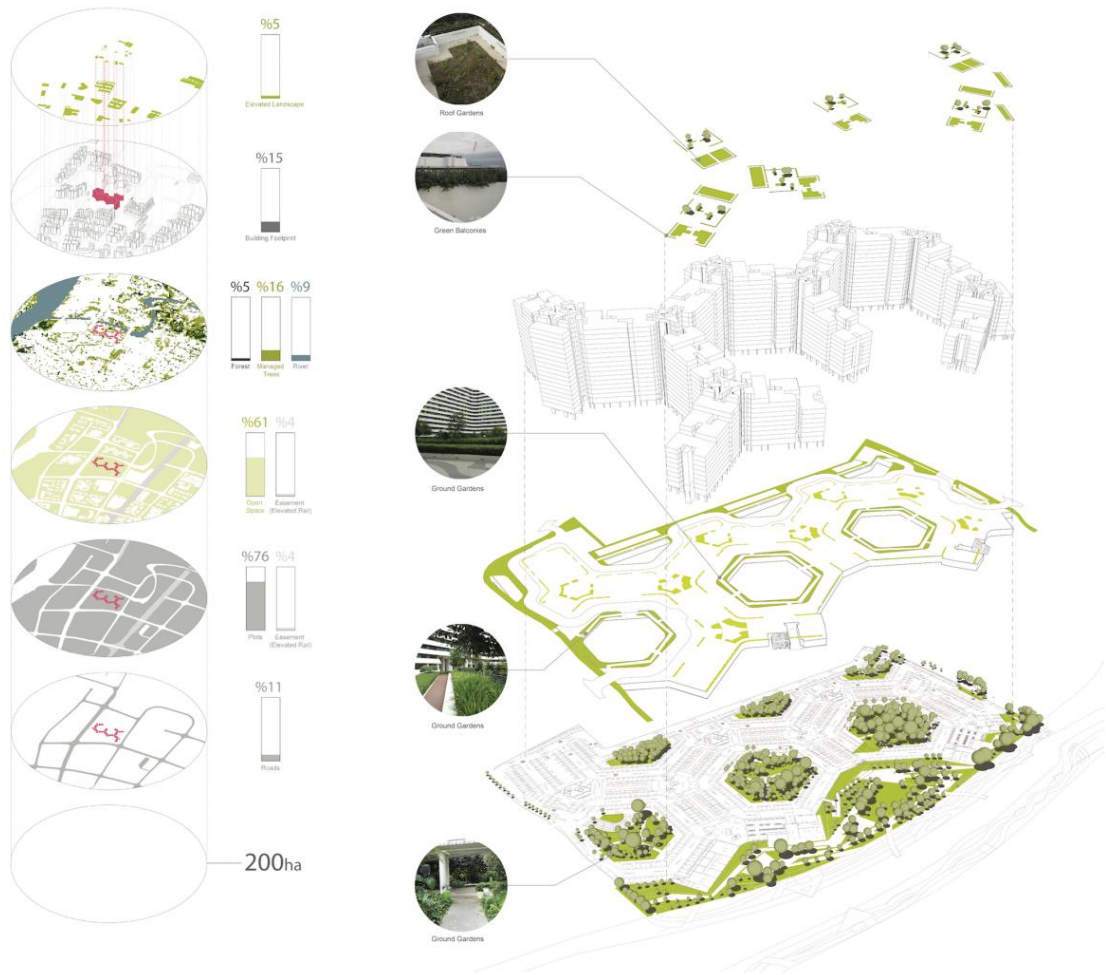 %5
Elevated Landscape
%15
Building Footprint
%5 %16 %9
Forest Managed Trees River
%61 %4
Open Space Easement (Elevated Rail)
%76 %4
Plots Easement (Elevated Rail)
%11
Roads
200ha
Roof Gardens
Green Balconies
Ground Gardens
Ground Gardens
Ground Gardens